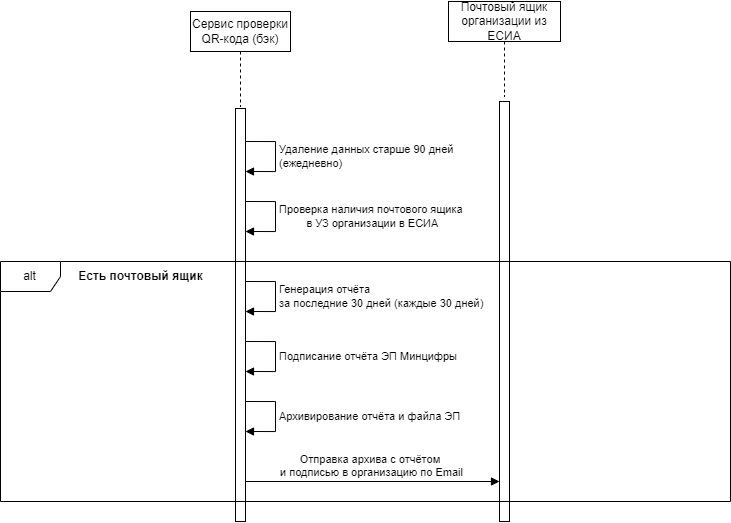 Сервис проверки
QR-кода (бэк)
Почтовый ящик
организации из
ЕСИА
Удаление данных старше 90 дней
(ежедневно)
Проверка наличия почтового ящика
в УЗ организации в ЕСИА
alt
Есть почтовый ящик
Генерация отчёта
за последние 30 дней (каждые 30 дней)
Подписание отчёта ЭП Минцифры
Архивирование отчёта и файла ЭП
Отправка архива с отчётом
и подписью в организацию по Email